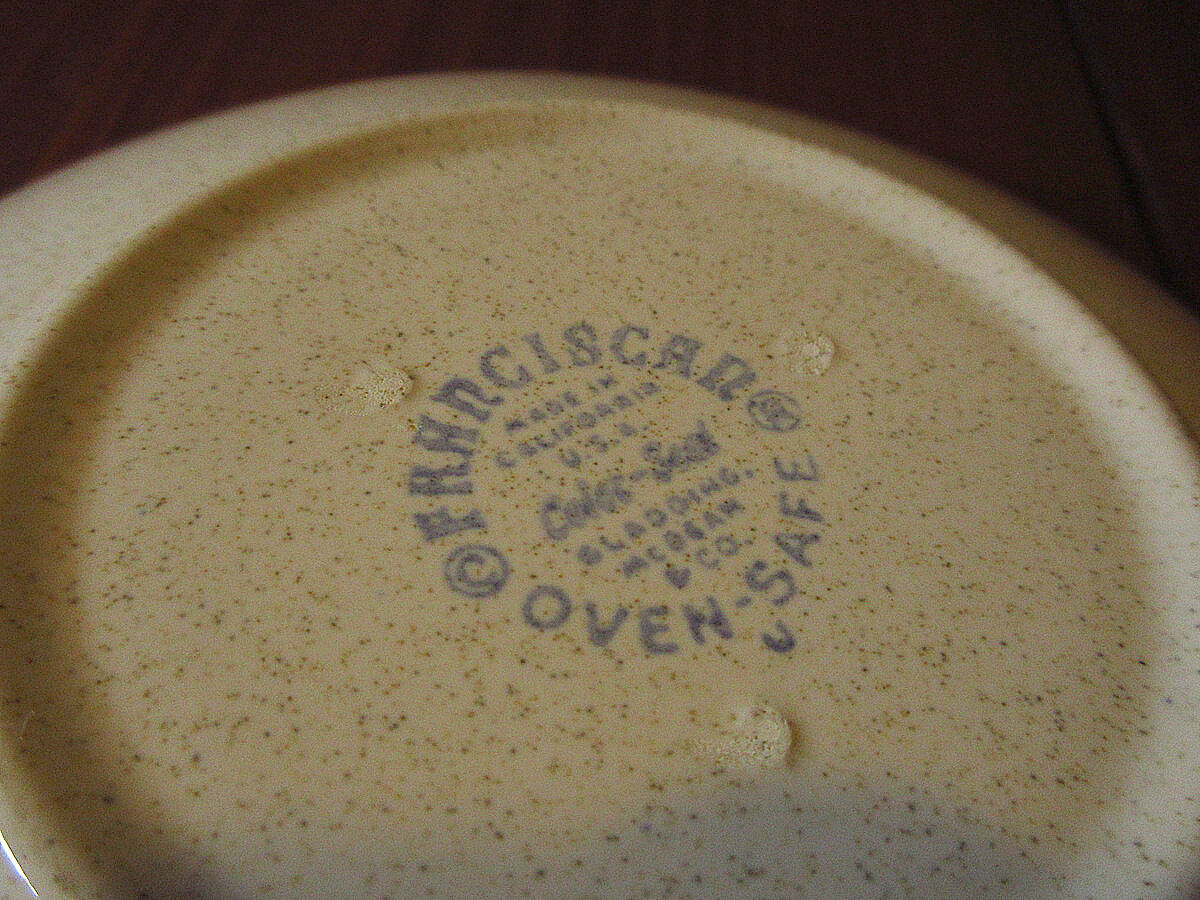 © FRANCISCAN ®
MADE IN
CALIFORNIA
U.S.A.
Color-Seal
GLADDING,
McBEAN
& CO.
OVEN-SAFE